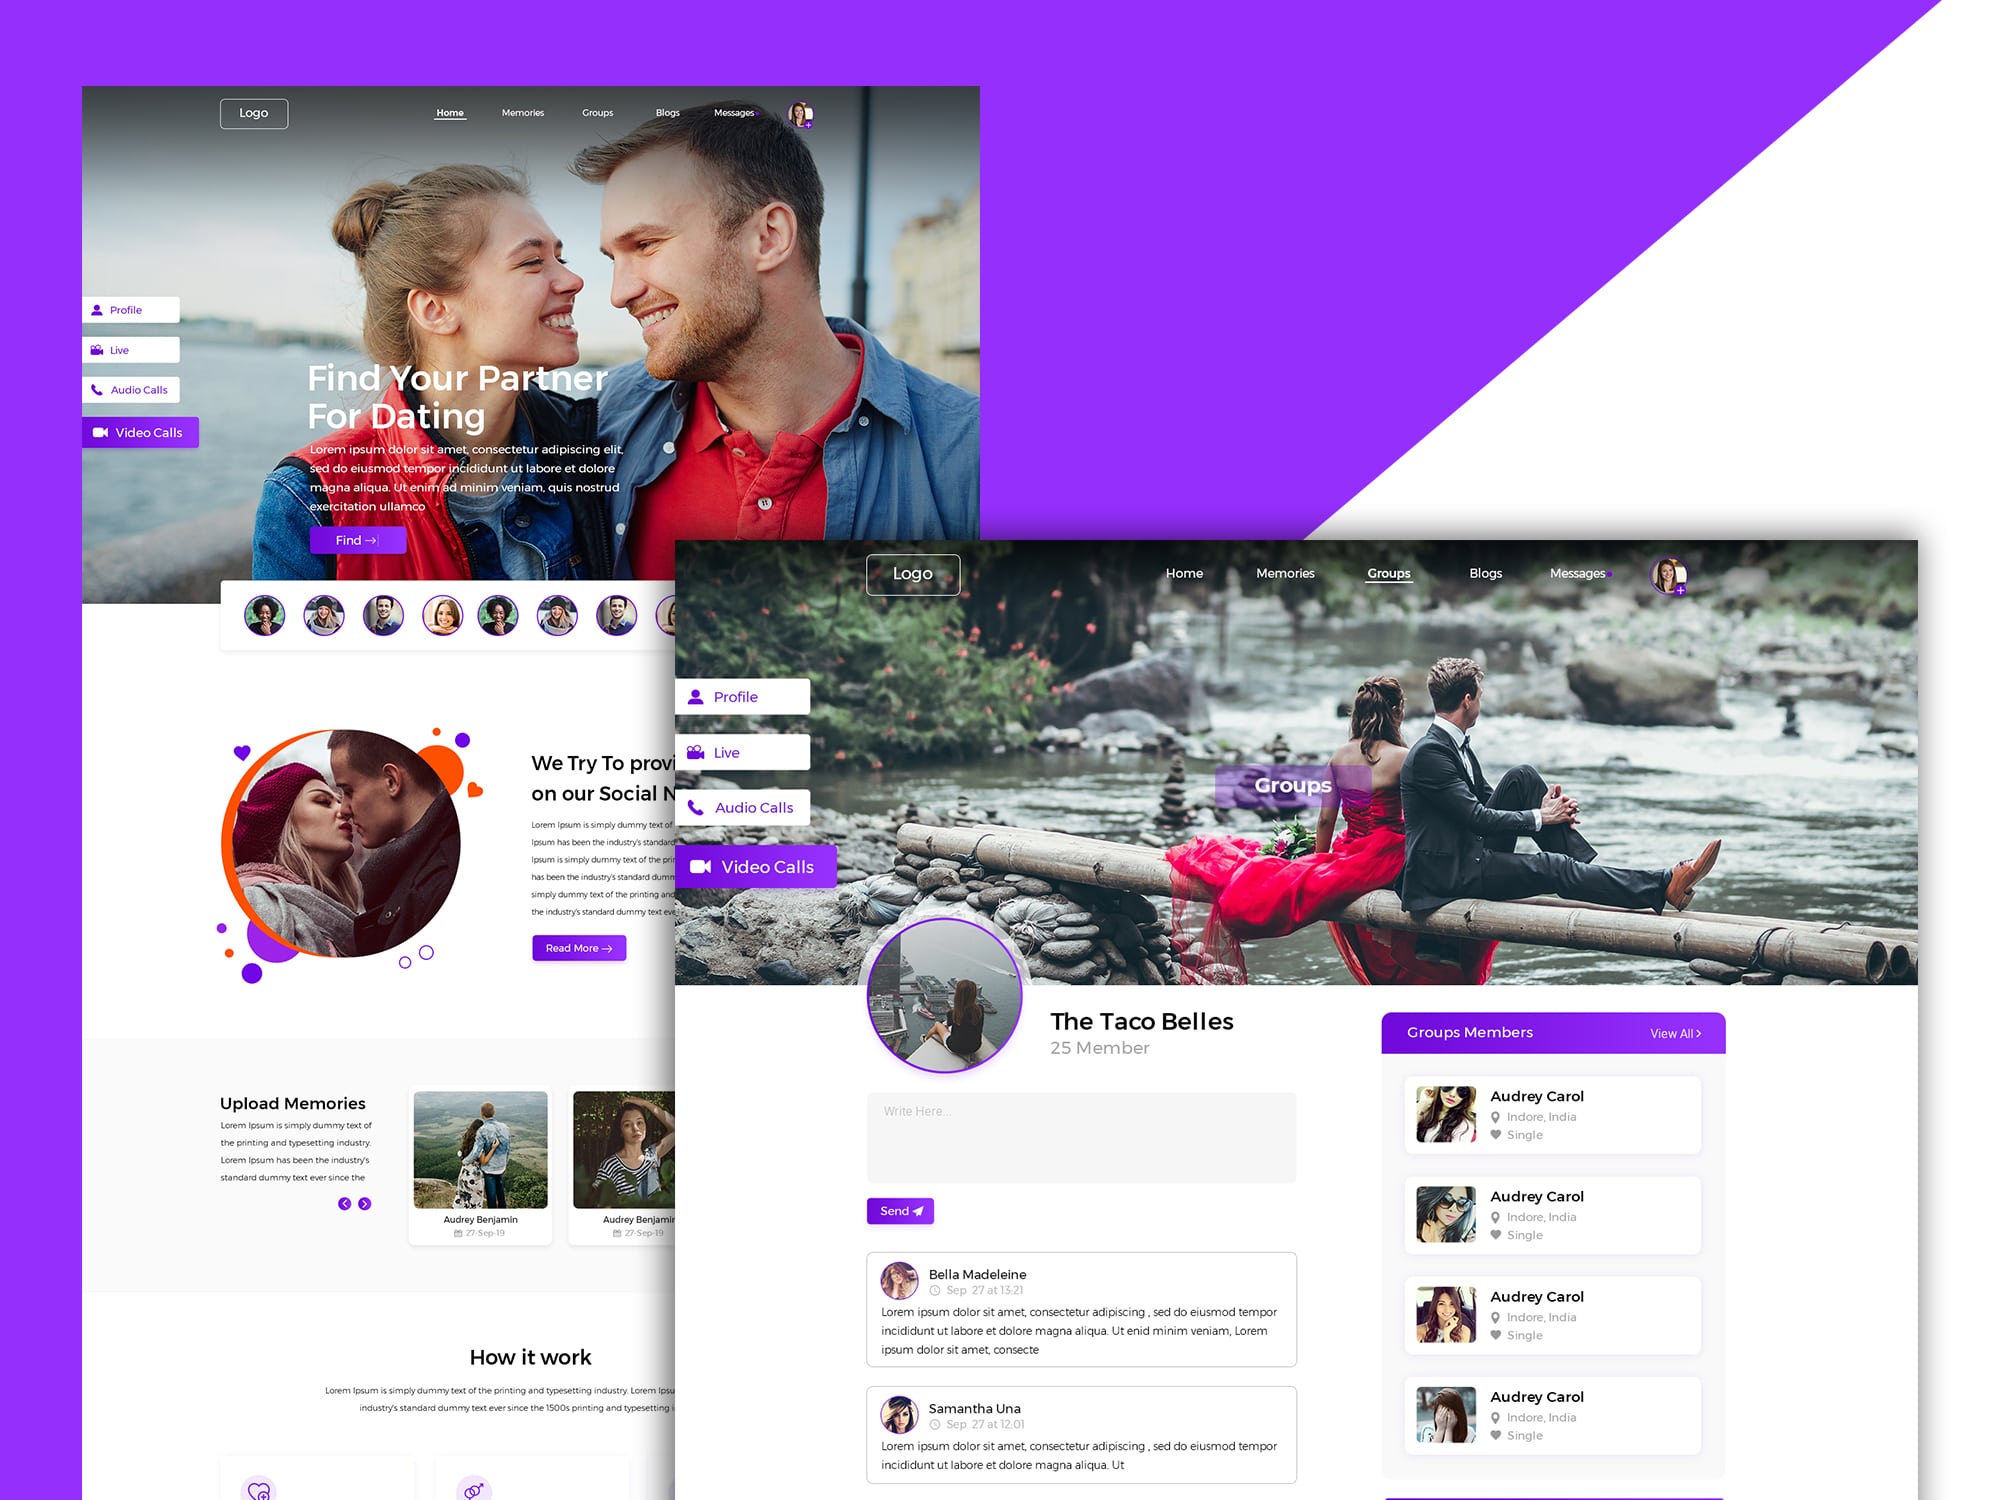 Logo
Home
Memories
Groups
Blogs
Messages
Profile
Live
Audio Calls
Video Calls
Find Your Partner
For Dating
Lorem ipsum dolor sit amet, consectetur adipiscing elit,
sed do eiusmod tempor incididunt ut labore et dolore
magna aliqua. Ut enim ad minim veniam, quis nostrud
exercitation ullamco
Find
We Try To provi
on our Social N
Lorem Ipsum is simply dummy text of
Ipsum has been the industry's standard
Ipsum is simply dummy text of the prin
has been the industry's standard dumm
simply dummy text of the printing and
the industry's standard dummy text eve
Read More
Upload Memories
Lorem Ipsum is simply dummy text of
the printing and typesetting industry.
Lorem Ipsum has been the industry's
standard dummy text ever since the
Audrey Benjamin
27-Sep-19
Audrey Benjamin
27-Sep-19
How it work
Lorem Ipsum is simply dummy text of the printing and typesetting industry. Lorem Ipsu
industry's standard dummy text ever since the 1500s printing and typesetting i
Logo
Home
Memories
Groups
Blogs
Messages
Profile
Live
Audio Calls
Video Calls
Groups
The Taco Belles
25 Member
Write Here...
Send
Bella Madeleine
Sep 27 at 13:21
Lorem ipsum dolor sit amet, consectetur adipiscing , sed do eiusmod tempor
incididunt ut labore et dolore magna aliqua. Ut enid minim veniam, Lorem
ipsum dolor sit amet, consecte
Samantha Una
Sep 27 at 12:01
Lorem ipsum dolor sit amet, consectetur adipiscing , sed do eiusmod tempor
incididunt ut labore et dolore magna aliqua. Ut
Groups Members
View All
Audrey Carol
Indore, India
Single
Audrey Carol
Indore, India
Single
Audrey Carol
Indore, India
Single
Audrey Carol
Indore, India
Single